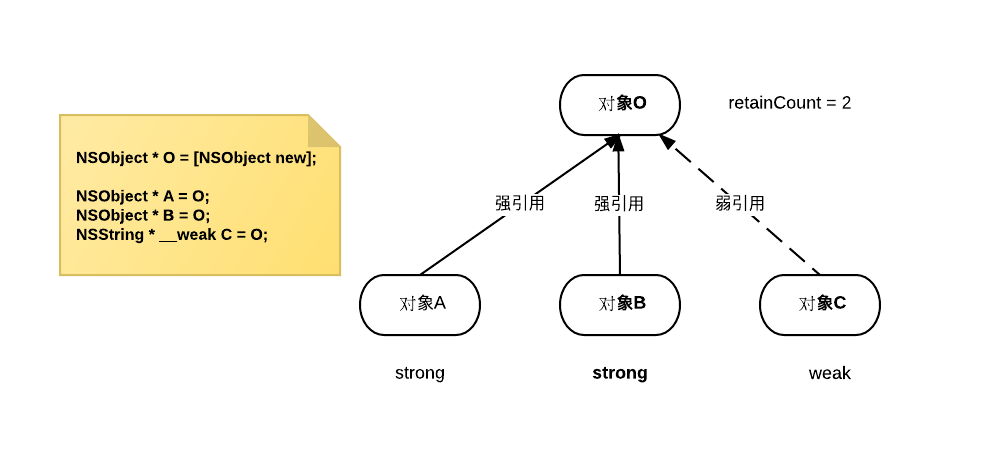 NSObject * O = [NSObject new];
NSObject * A = O;
NSObject * B = O;
NSString * __weak C = O;
对象O
retainCount = 2
强引用
强引用
弱引用
对象A
对象B
对象C
strong
strong
weak